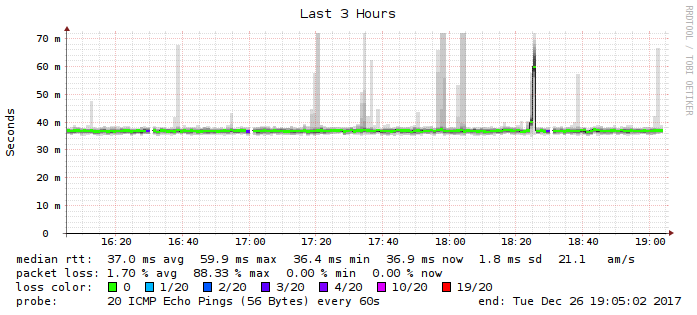 Last 3 Hours
RRDTOOL / TOBI OETIKER
Seconds
70 m
60 m
50 m
40 m
30 m
20 m
10 m
0
16:20 16:40 17:00 17:20 17:40 18:00 18:20 18:40 19:00
median rtt: 37.0 ms avg 59.9 ms max 36.4 ms min 36.9 ms now 1.8 ms sd 21.1 am/s
packet loss: 1.70 % avg 88.33 % max 0.00 % min 0.00 % now
loss color: 0 1/20 2/20 3/20 4/20 10/20 19/20
probe: 20 ICMP Echo Pings (56 Bytes) every 60s end: Tue Dec 26 19:05:02 2017